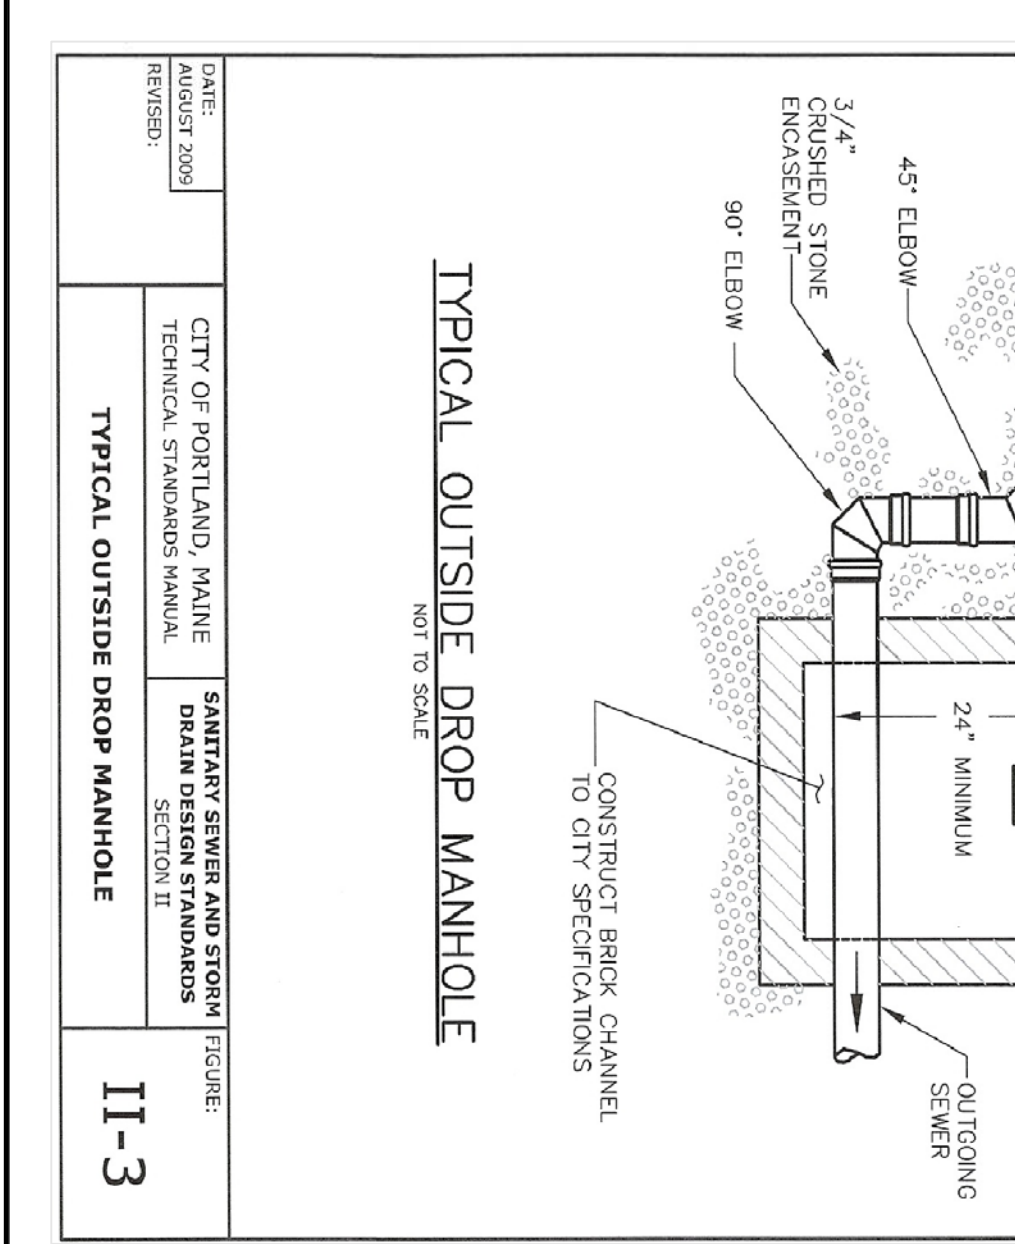 45° ELBOW
3/4"
CRUSHED STONE
ENCASEMENT
90° ELBOW
24" MINIMUM
OUTGOING
SEWER
CONSTRUCT BRICK CHANNEL
TO CITY SPECIFICATIONS
TYPICAL OUTSIDE DROP MANHOLE
NOT TO SCALE
DATE:
AUGUST 2009
REVISED:
CITY OF PORTLAND, MAINE
TECHNICAL STANDARDS MANUAL
SANITARY SEWER AND STORM
DRAIN DESIGN STANDARDS
SECTION II
FIGURE:
TYPICAL OUTSIDE DROP MANHOLE
II-3